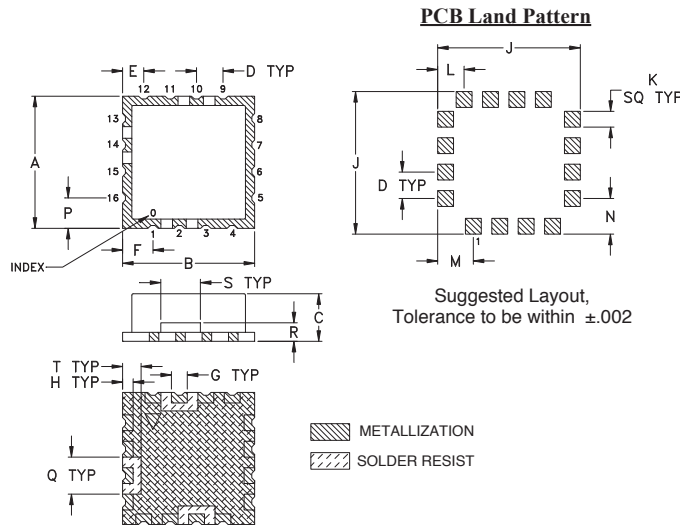 PCB Land Pattern
E
D TYP
12 11 10 9
13
14
15
16
8
7
6
5
A
P
0
1 2 3 4
F
INDEX
B
S TYP
C
R
T TYP
H TYP
G TYP
Q TYP
J
L
K
SQ TYP
J
D TYP
N
1
M
Suggested Layout,
Tolerance to be within ±.002
METALLIZATION
SOLDER RESIST